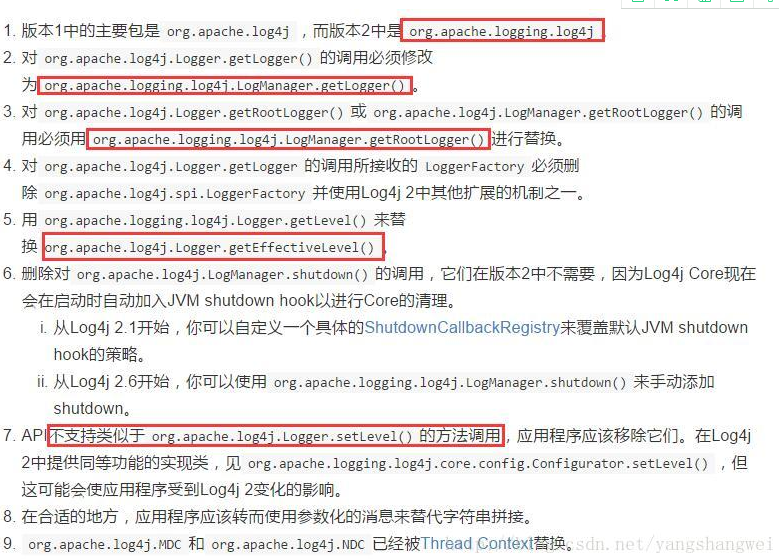 1. 版本1中的主要包是 org.apache.log4j ，而版本2中是 org.apache.logging.log4j
2. 对 org.apache.log4j.Logger.getLogger() 的调用必须修改
为 org.apache.logging.log4j.LogManager.getLogger() 。
3. 对 org.apache.log4j.Logger.getRootLogger() 或 org.apache.log4j.LogManager.getRootLogger() 的调
用必须用 org.apache.logging.log4j.LogManager.getRootLogger() 进行替换。
4. 对 org.apache.log4j.Logger.getLogger 的调用所接收的 LoggerFactory 必须删
除 org.apache.log4j.spi.LoggerFactory 并使用Log4j 2中其他扩展的机制之一。
5. 用 org.apache.logging.log4j.Logger.getLevel() 来替
换 org.apache.log4j.Logger.getEffectiveLevel() 。
6. 删除对 org.apache.log4j.LogManager.shutdown() 的调用，它们在版本2中不需要，因为Log4j Core现在
会在启动时自动加入JVM shutdown hook以进行Core的清理。
i. 从Log4j 2.1开始，你可以自定义一个具体的ShutdownCallbackRegistry来覆盖默认JVM shutdown
hook的策略。
ii. 从Log4j 2.6开始，你可以使用 org.apache.logging.log4j.LogManager.shutdown() 来手动添加
shutdown。
7. API不支持类似于 org.apache.log4j.Logger.setLevel() 的方法调用，应用程序应该移除它们。在Log4j
2中提供同等功能的实现类，见 org.apache.logging.log4j.core.config.Configurator.setLevel() ，但
这可能会使应用程序受到Log4j 2变化的影响。
8. 在合适的地方，应用程序应该转而使用参数化的消息来替代字符串拼接。
9. org.apache.log4j.MDC 和 org.apache.log4j.NDC 已经被Thread Context替换。
csdn.net/yangshangwei